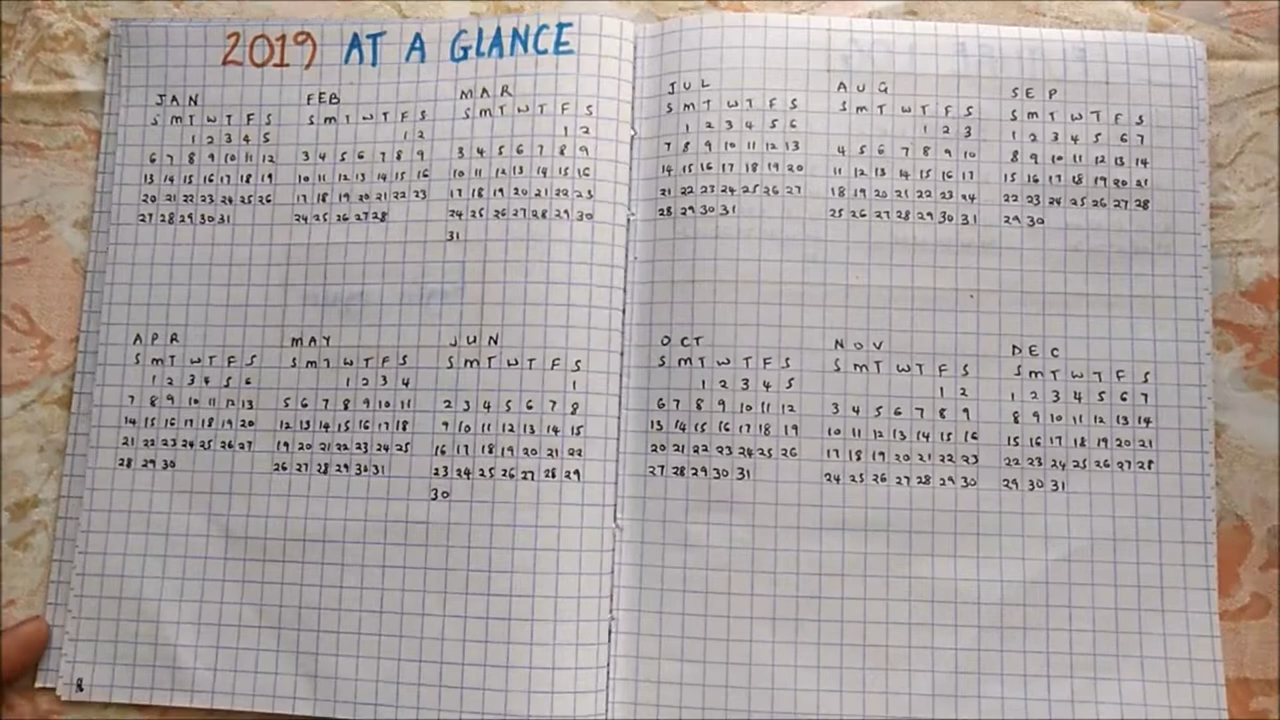 2019 AT A GLANCE
JAN
S M T W T F S
1 2 3 4 5
6 7 8 9 10 11 12
13 14 15 16 17 18 19
20 21 22 23 24 25 26
27 28 29 30 31
FEB
S M T W T F S
1 2
3 4 5 6 7 8 9
10 11 12 13 14 15 16
17 18 19 20 21 22 23
24 25 26 27 28
MAR
S M T W T F S
1 2
3 4 5 6 7 8 9
10 11 12 13 14 15 16
17 18 19 20 21 22 23
24 25 26 27 28 29 30
31
APR
S M T W T F S
1 2 3 4 5 6
7 8 9 10 11 12 13
14 15 16 17 18 19 20
21 22 23 24 25 26 27
28 29 30
MAY
S M T W T F S
1 2 3 4
5 6 7 8 9 10 11
12 13 14 15 16 17 18
19 20 21 22 23 24 25
26 27 28 29 30 31
JUN
S M T W T F S
1
2 3 4 5 6 7 8
9 10 11 12 13 14 15
16 17 18 19 20 21 22
23 24 25 26 27 28 29
30
JUL
S M T W T F S
1 2 3 4 5 6
7 8 9 10 11 12 13
14 15 16 17 18 19 20
21 22 23 24 25 26 27
28 29 30 31
AUG
S M T W T F S
1 2 3
4 5 6 7 8 9 10
11 12 13 14 15 16 17
18 19 20 21 22 23 24
25 26 27 28 29 30 31
SEP
S M T W T F S
1 2 3 4 5 6 7
8 9 10 11 12 13 14
15 16 17 18 19 20 21
22 23 24 25 26 27 28
29 30
OCT
S M T W T F S
1 2 3 4 5
6 7 8 9 10 11 12
13 14 15 16 17 18 19
20 21 22 23 24 25 26
27 28 29 30 31
NOV
S M T W T F S
1 2
3 4 5 6 7 8 9
10 11 12 13 14 15 16
17 18 19 20 21 22 23
24 25 26 27 28 29 30
DEC
S M T W T F S
1 2 3 4 5 6 7
8 9 10 11 12 13 14
15 16 17 18 19 20 21
22 23 24 25 26 27 28
29 30 31